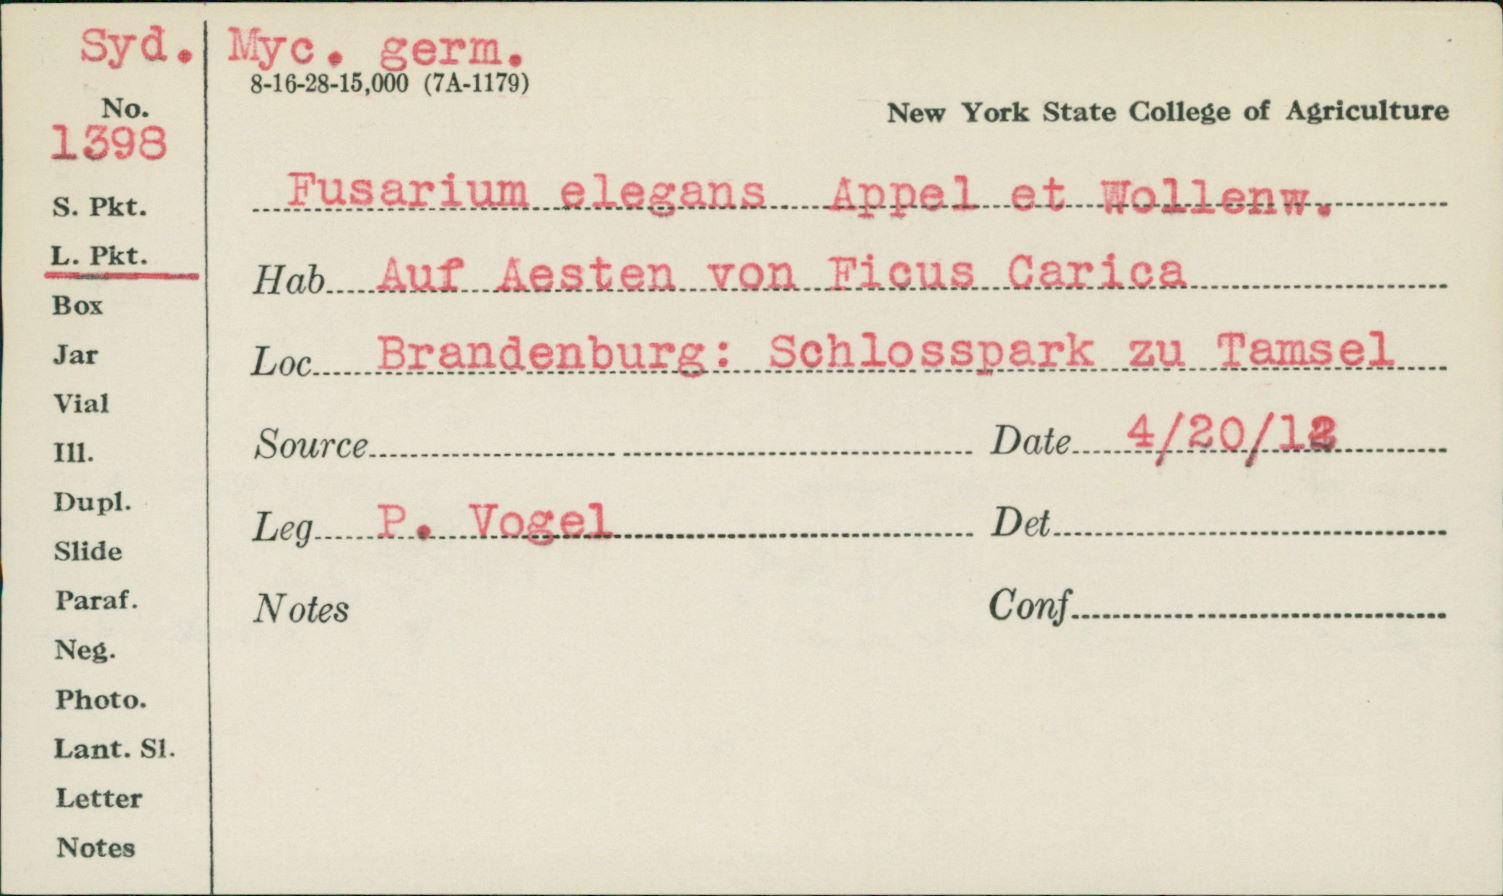 Syd. Myc. germ.
8-16-28-15,000 (7A-1179)
No.
1398
New York State College of Agriculture
Fusarium elegans Appel et Wollenw.
S. Pkt.
L. Pkt.
Hab Auf Aesten von Ficus Carica
Box
Jar
Loc Brandenburg: Schlosspark zu Tamsel
Vial
Ill.
Source Date 4/20/12
Dupl.
Leg P. Vogel Det
Slide
Paraf.
Notes Conf
Neg.
Photo.
Lant. Sl.
Letter
Notes